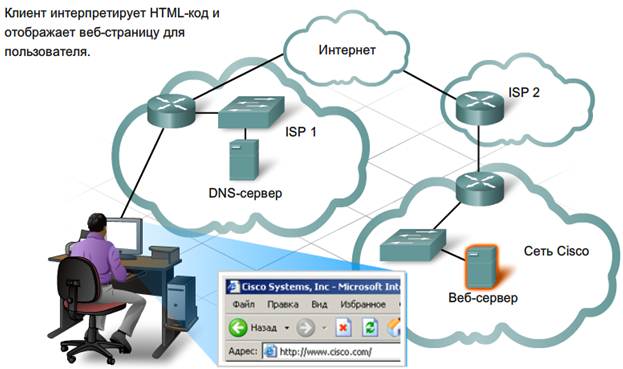 Клиент интерпретирует HTML-код и
отображает веб-страницу для
пользователя.
Интернет
ISP 2
ISP 1
DNS-сервер
Сеть Cisco
Веб-сервер
Cisco Systems, Inc - Microsoft Int
Файл Правка Вид Избранное
Назад
Адрес: http://www.cisco.com/